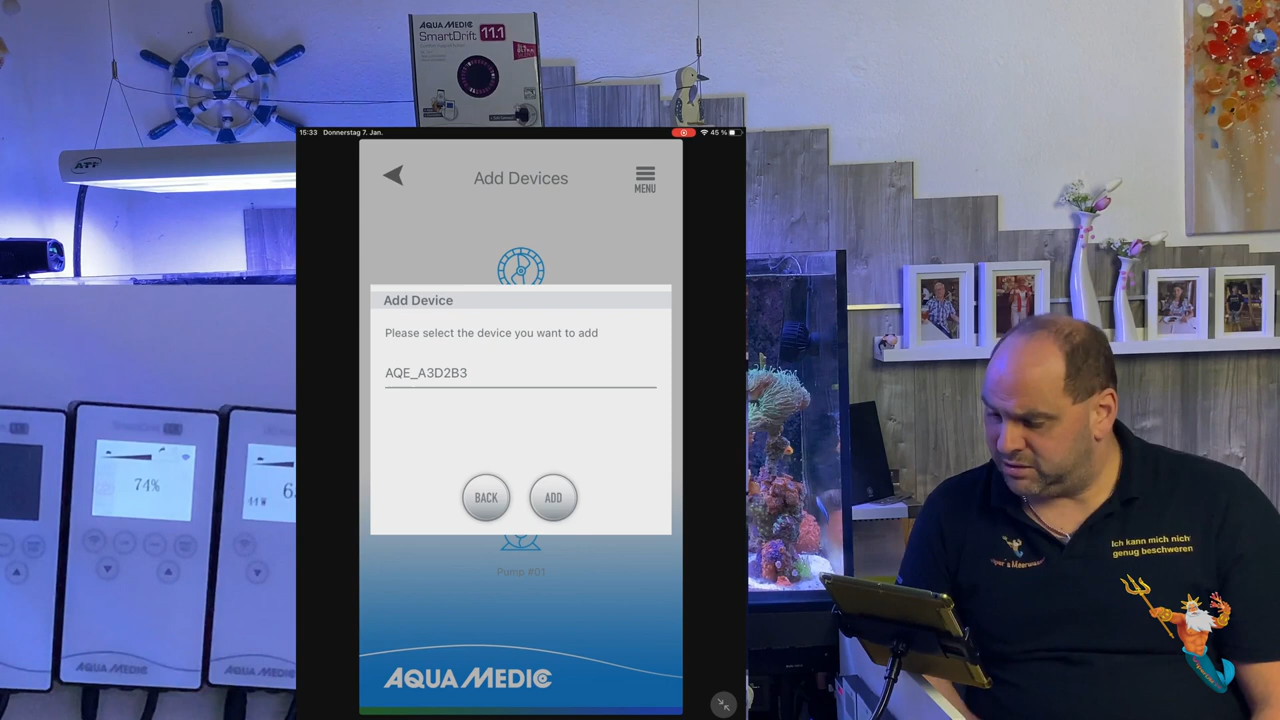 AQUA MEDIC
SmartDrift 11.1
15:33 Donnerstag 7. Jan.
45 %
ATI
Add Devices
MENU
Add Device
Please select the device you want to add
AQE_A3D2B3
BACK
ADD
Pump #01
AQUA MEDIC
74%
AQUA MEDIC
AQUA MEDIC
Ich kann mich nich
genug beschweren